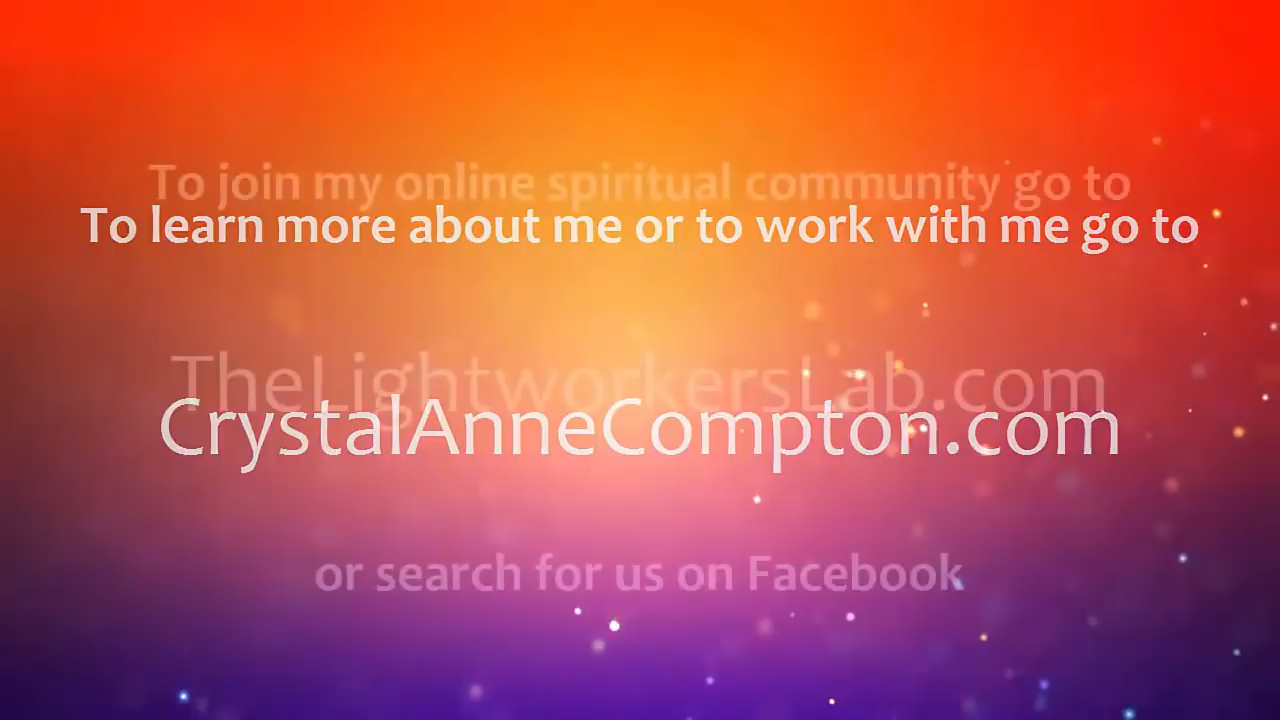 To join my online spiritual community go to
To learn more about me or to work with me go to
TheLightworkersLab.com
CrystalAnneCompton.com
or search for us on Facebook